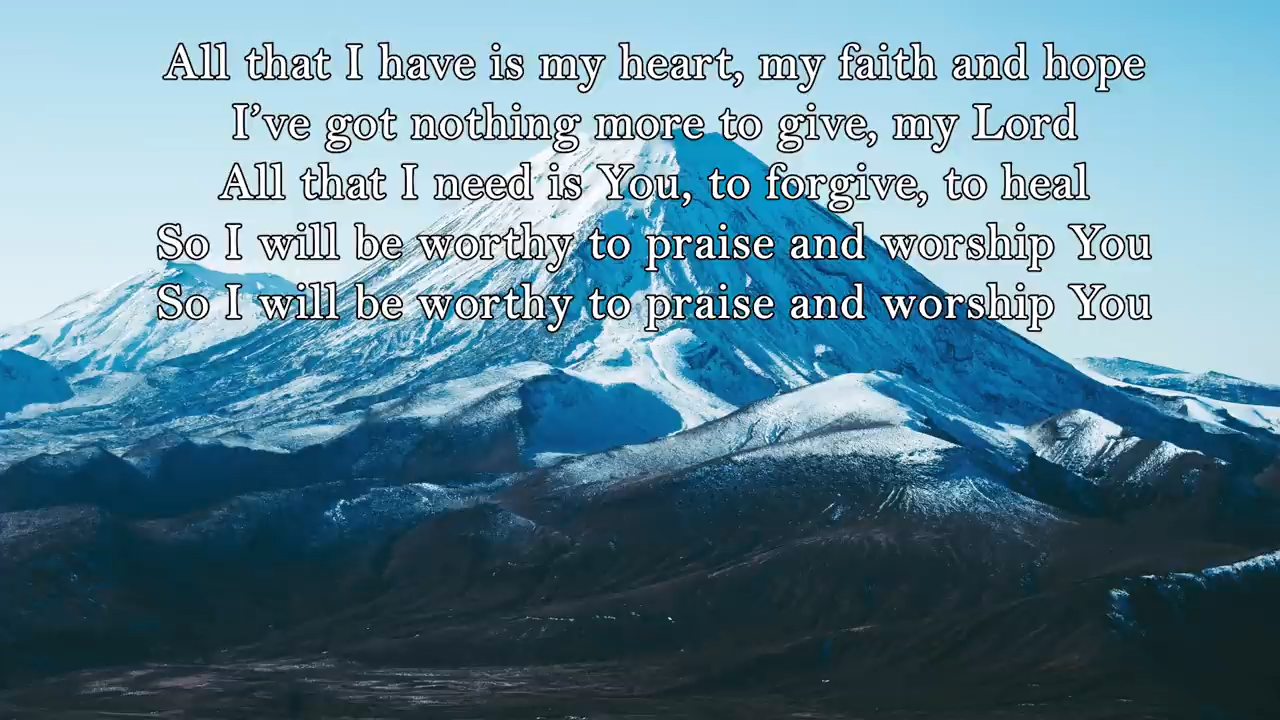 All that I have is my heart, my faith and hope
I’ve got nothing more to give, my Lord
All that I need is You, to forgive, to heal
So I will be worthy to praise and worship You
So I will be worthy to praise and worship You